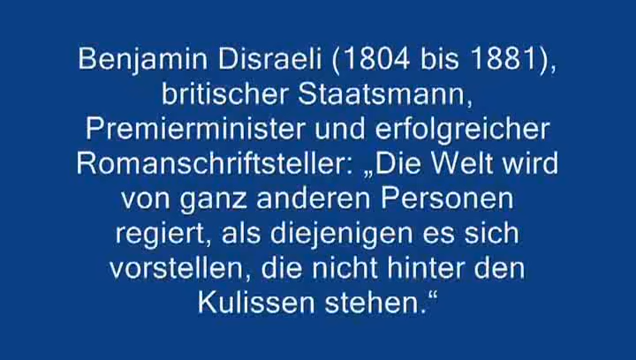 Benjamin Disraeli (1804 bis 1881),
britischer Staatsmann,
Premierminister und erfolgreicher
Romanschriftsteller: „Die Welt wird
von ganz anderen Personen
regiert, als diejenigen es sich
vorstellen, die nicht hinter den
Kulissen stehen.“